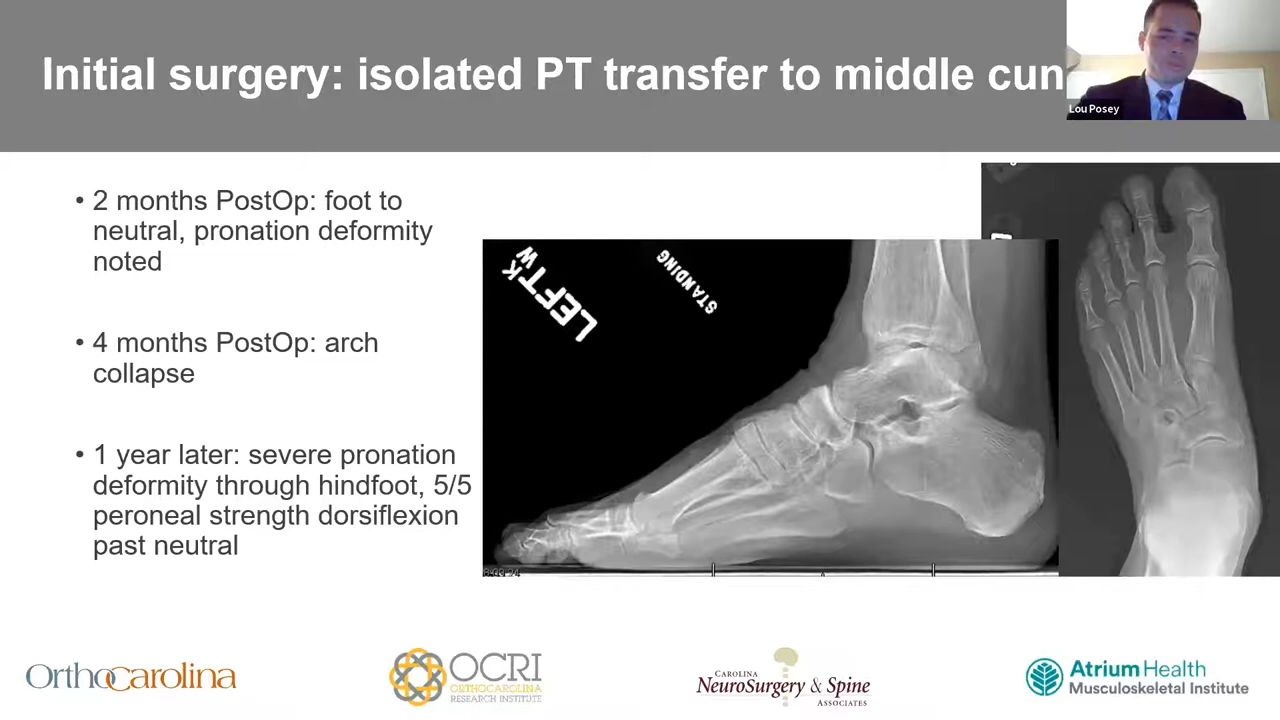 Initial surgery: isolated PT transfer to middle cun
Lou Posey
• 2 months PostOp: foot to
neutral, pronation deformity
noted
• 4 months PostOp: arch
collapse
• 1 year later: severe pronation
deformity through hindfoot, 5/5
peroneal strength dorsiflexion
past neutral
LEFT
W
STANDING
OrthoCarolina
OCRI
ORTHOCAROLINA
RESEARCH INSTITUTE
CAROLINA
NEUROSURGERY & SPINE
ASSOCIATES
Atrium Health
Musculoskeletal Institute